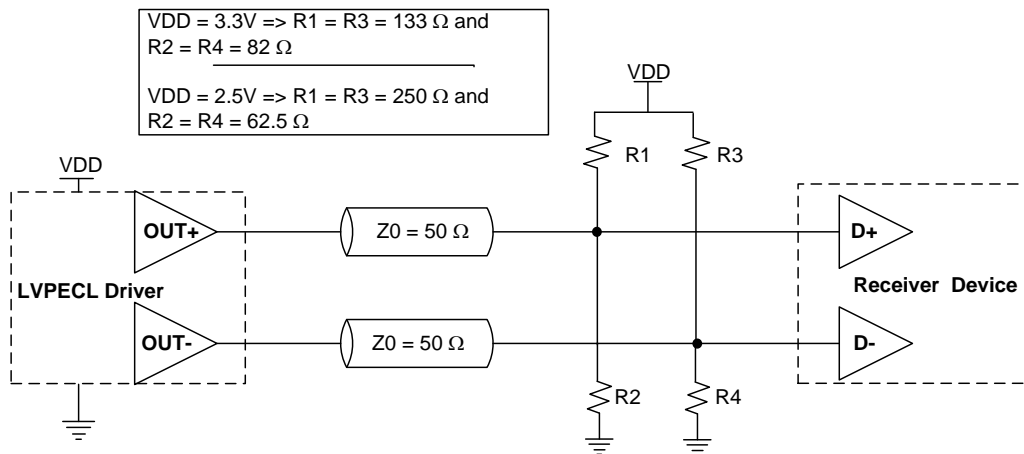 VDD = 3.3V => R1 = R3 = 133 Ω and
R2 = R4 = 82 Ω
VDD = 2.5V => R1 = R3 = 250 Ω and
R2 = R4 = 62.5 Ω
VDD
VDD
R1
R3
OUT+
Z0 = 50 Ω
D+
LVPECL Driver
Receiver Device
OUT-
Z0 = 50 Ω
D-
R2
R4